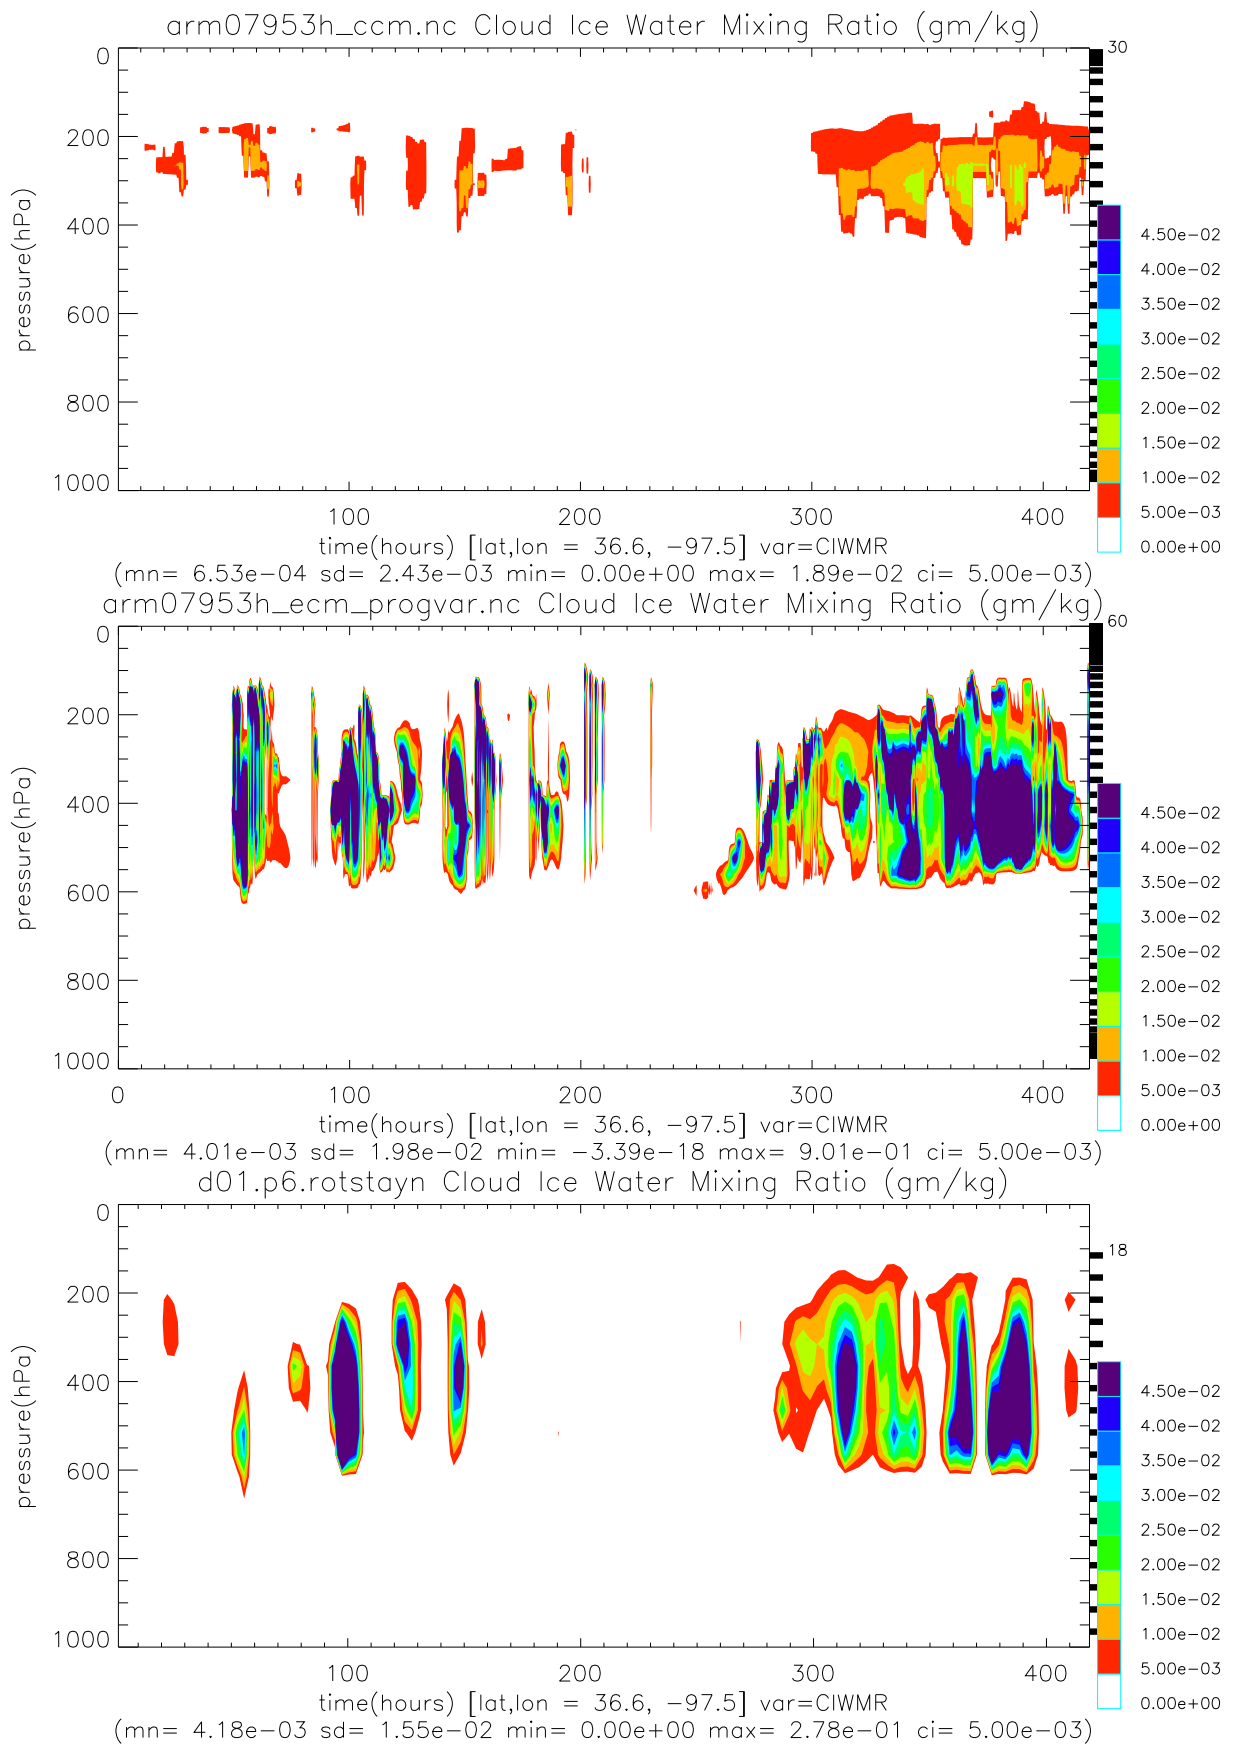 arm07953h_ccm.nc Cloud Ice Water Mixing Ratio (gm/kg)
30
0
200
400
600
800
1000
pressure(hPa)
100 200 300 400
4.50e-02
4.00e-02
3.50e-02
3.00e-02
2.50e-02
2.00e-02
1.50e-02
1.00e-02
5.00e-03
0.00e+00
time(hours) [lat,lon = 36.6, -97.5] var=CIWMR
(mn= 6.53e-04 sd= 2.43e-03 min= 0.00e+00 max= 1.89e-02 ci= 5.00e-03)
arm07953h_ecm_progvar.nc Cloud Ice Water Mixing Ratio (gm/kg)
60
0
200
400
600
800
1000
pressure(hPa)
0 100 200 300 400
4.50e-02
4.00e-02
3.50e-02
3.00e-02
2.50e-02
2.00e-02
1.50e-02
1.00e-02
5.00e-03
0.00e+00
time(hours) [lat,lon = 36.6, -97.5] var=CIWMR
(mn= 4.01e-03 sd= 1.98e-02 min= -3.39e-18 max= 9.01e-01 ci= 5.00e-03)
d01.p6.rotstayn Cloud Ice Water Mixing Ratio (gm/kg)
18
0
200
400
600
800
1000
pressure(hPa)
100 200 300 400
4.50e-02
4.00e-02
3.50e-02
3.00e-02
2.50e-02
2.00e-02
1.50e-02
1.00e-02
5.00e-03
0.00e+00
time(hours) [lat,lon = 36.6, -97.5] var=CIWMR
(mn= 4.18e-03 sd= 1.55e-02 min= 0.00e+00 max= 2.78e-01 ci= 5.00e-03)